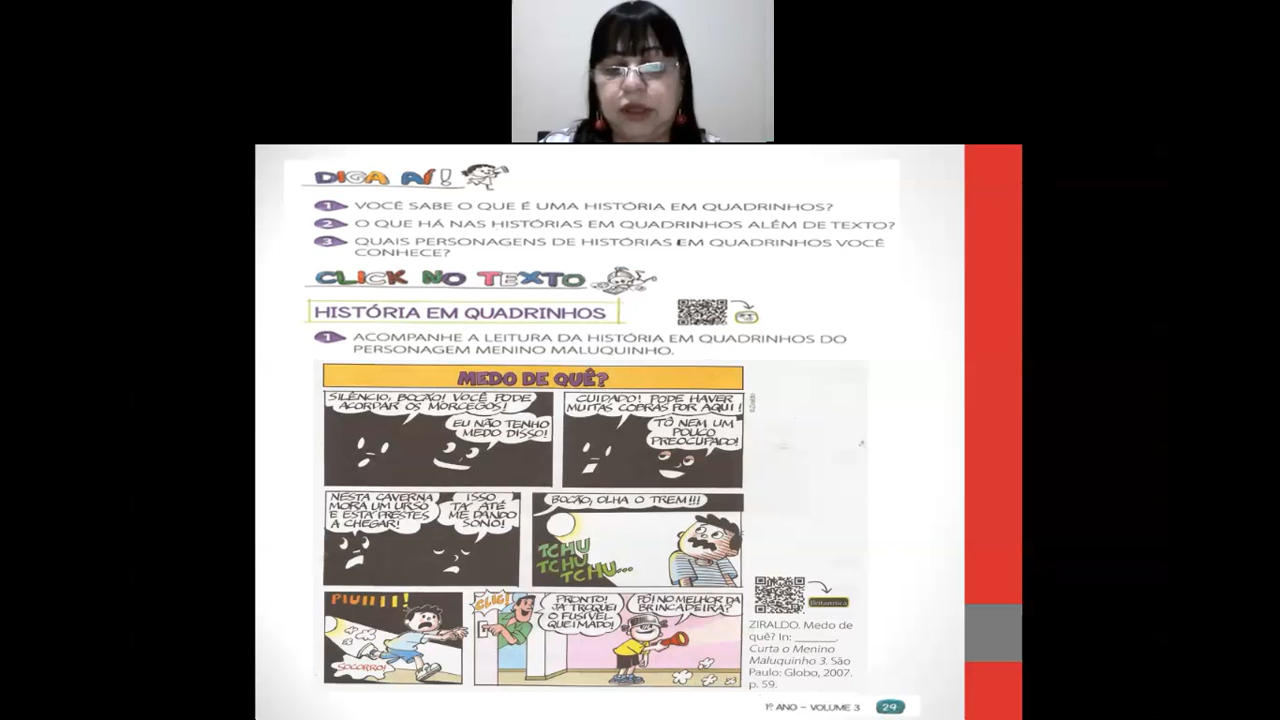 DIGA AÍ!
1 VOCÊ SABE O QUE É UMA HISTÓRIA EM QUADRINHOS?
2 O QUE HÁ NAS HISTÓRIAS EM QUADRINHOS ALÉM DE TEXTO?
3 QUAIS PERSONAGENS DE HISTÓRIAS EM QUADRINHOS VOCÊ
CONHECE?
CLICK NO TEXTO
HISTÓRIA EM QUADRINHOS
1 ACOMPANHE A LEITURA DA HISTÓRIA EM QUADRINHOS DO
PERSONAGEM MENINO MALUQUINHO.
MEDO DE QUÊ?
SILÊNCIO, BOCÃO! VOCÊ PODE
ACORDAR OS MORCEGOS!
EU NÃO TENHO
MEDO DISSO!
CUIDADO! PODE HAVER
MUITAS COBRAS POR AQUI!
TÔ NEM UM
POUCO
PREOCUPADO!
©Ziraldo
NESTA CAVERNA
MORA UM URSO
E ESTÁ PRESTES
A CHEGAR!
ISSO
TÁ ATÉ
ME DANDO
SONO!
BOCÃO, OLHA O TREM!!!
TCHU
TCHU
TCHU...
PIUIIII!
SOCORRO!
CLIC!
PRONTO!
JÁ TROQUEI
O FUSÍVEL
QUEIMADO!
PÔ! NO MELHOR DA
BRINCADEIRA?
Britannica
ZIRALDO. Medo de
quê? In: ______.
Curta o Menino
Maluquinho 3. São
Paulo: Globo, 2007.
p. 59.
1º. ANO – VOLUME 3 29